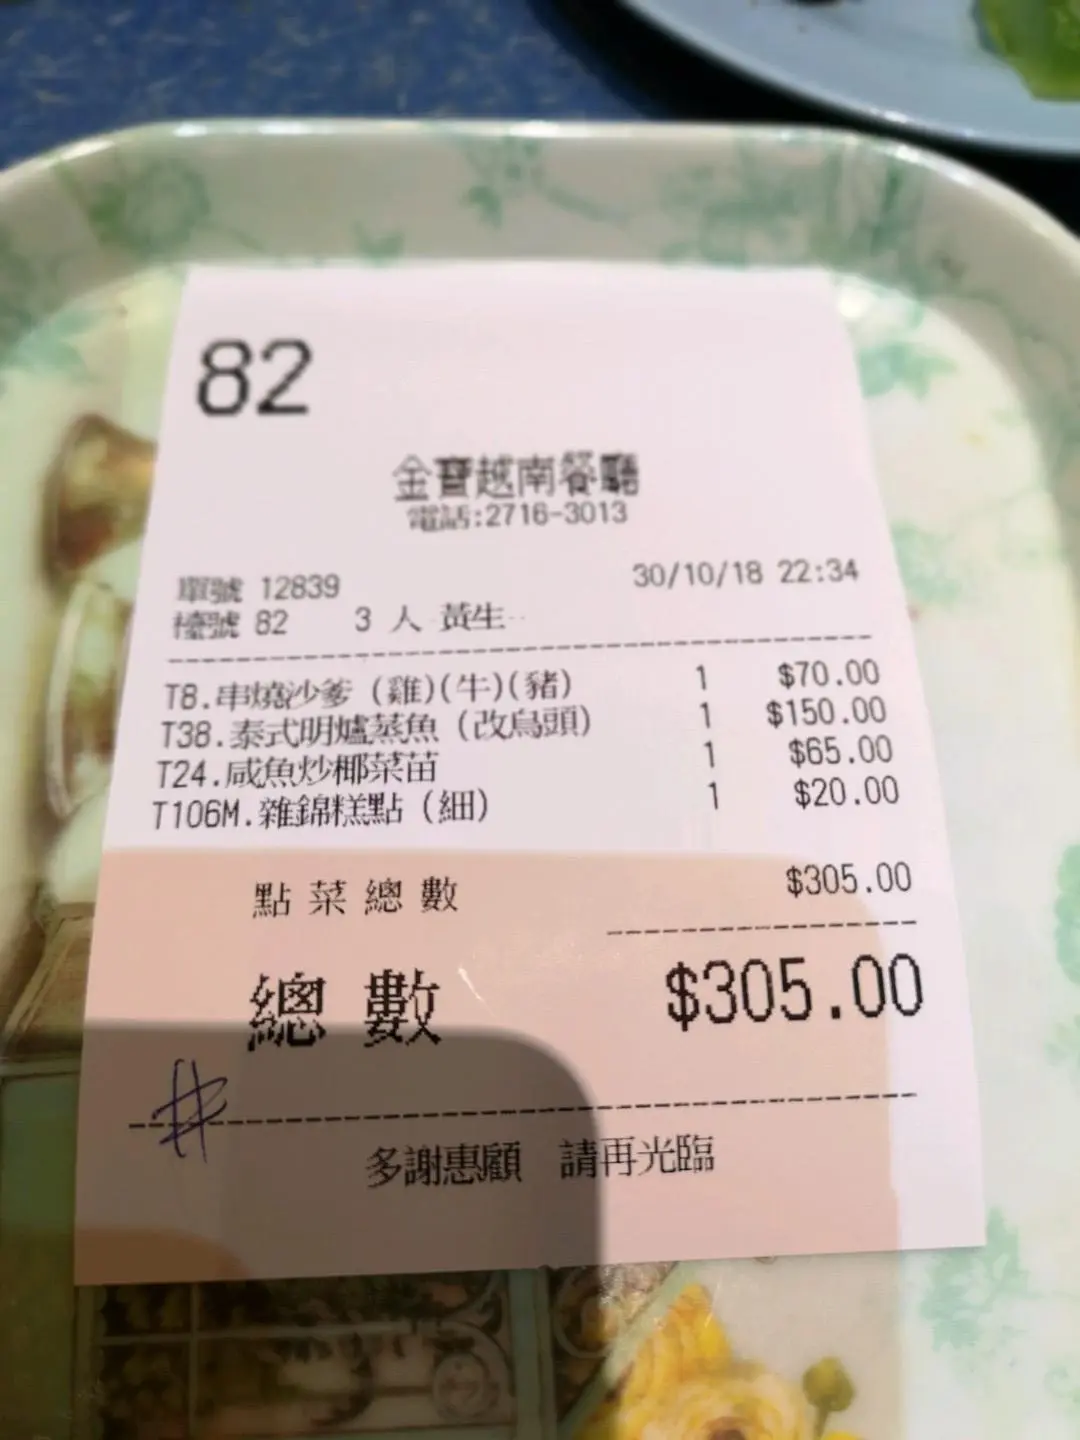 82
金寶越南餐廳
電話:2716-3013
單號 12839 30/10/18 22:34
檯號 82 3 人 黃生
T8.串燒沙爹 (雞)(牛)(豬) 1 $70.00
T38.泰式明爐蒸魚 (改烏頭) 1 $150.00
T24.咸魚炒椰菜苗 1 $65.00
T106M.雜錦糕點 (細) 1 $20.00
點菜總數 $305.00
總數 $305.00
多謝惠顧 請再光臨